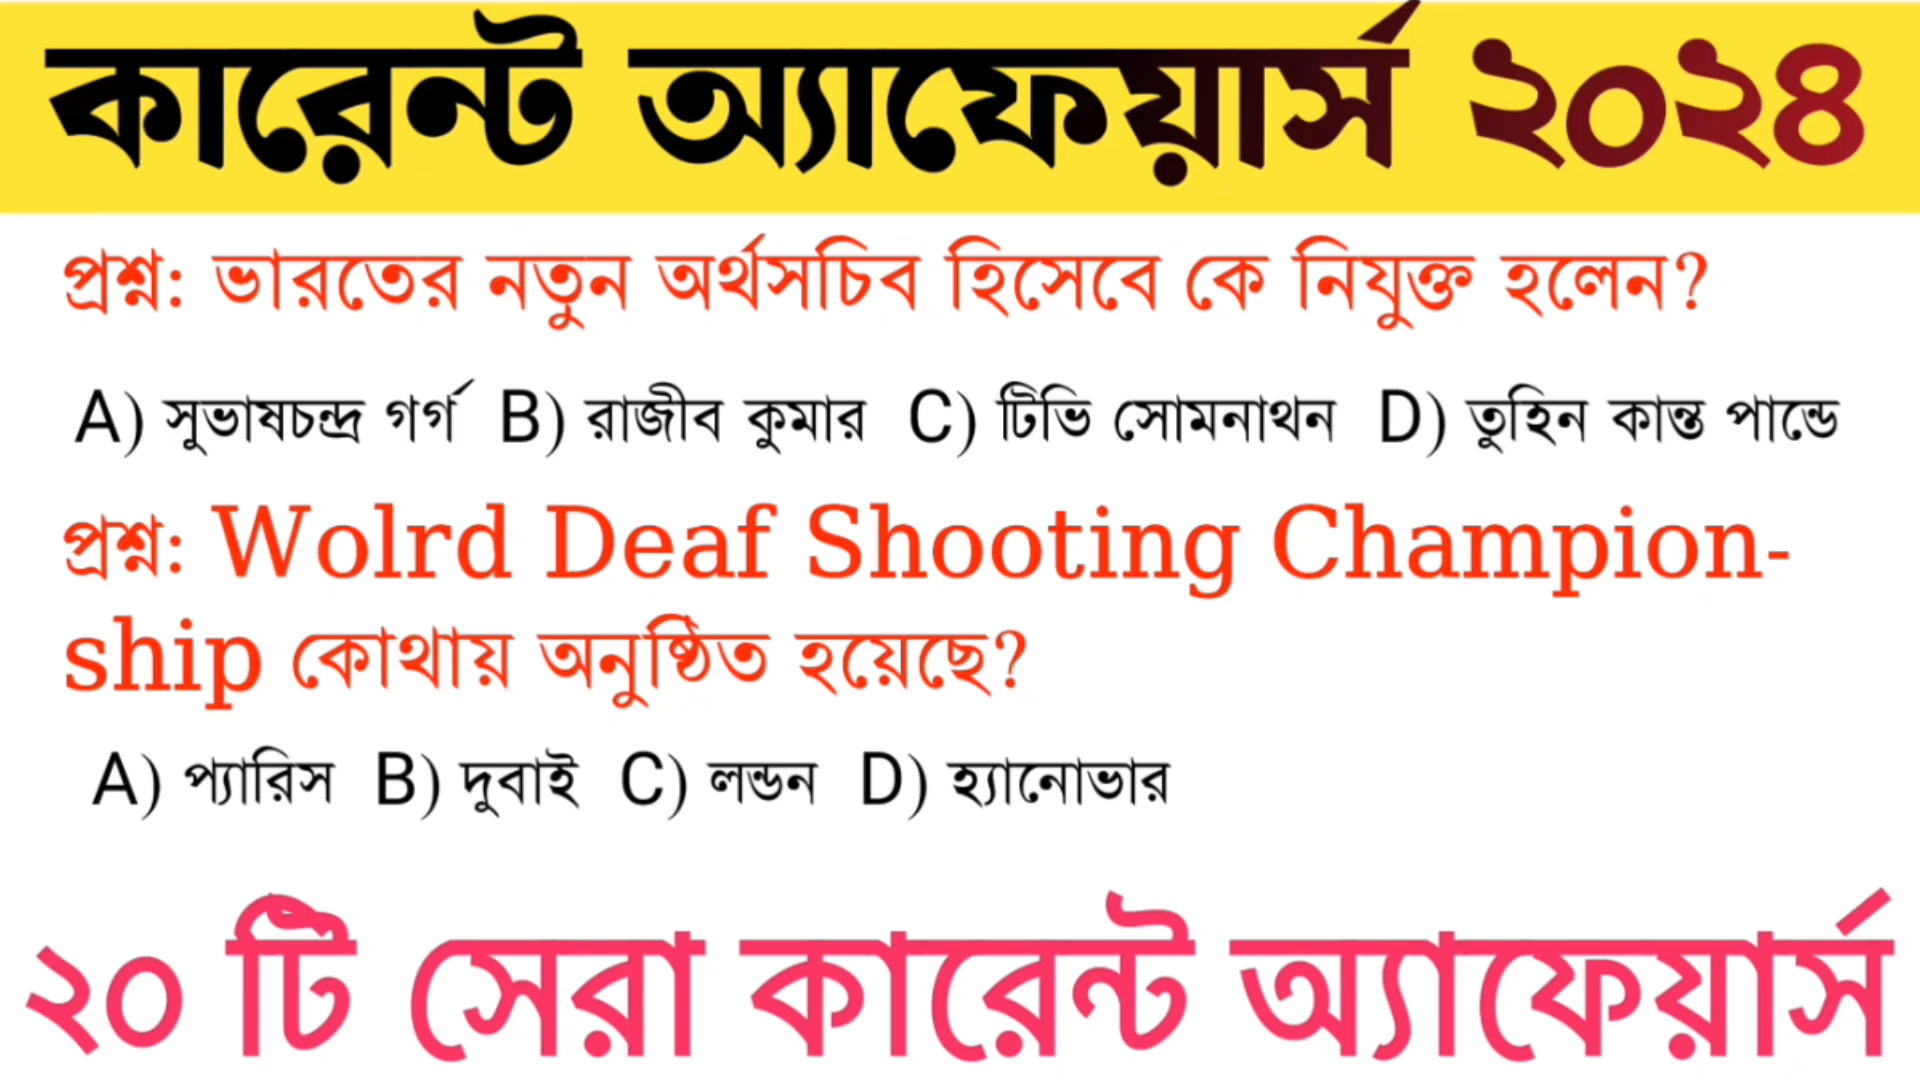 কারেন্ট অ্যাফেয়ার্স ২০২৪
প্রশ্ন: ভারতের নতুন অর্থসচিব হিসেবে কে নিযুক্ত হলেন?
A) সুভাষচন্দ্র গর্গ B) রাজীব কুমার C) টিভি সোমনাথন D) তুহিন কান্ত পান্ডে
প্রশ্ন: Wolrd Deaf Shooting Champion-
ship কোথায় অনুষ্ঠিত হয়েছে?
A) প্যারিস B) দুবাই C) লন্ডন D) হ্যানোভার
২০ টি সেরা কারেন্ট অ্যাফেয়ার্স